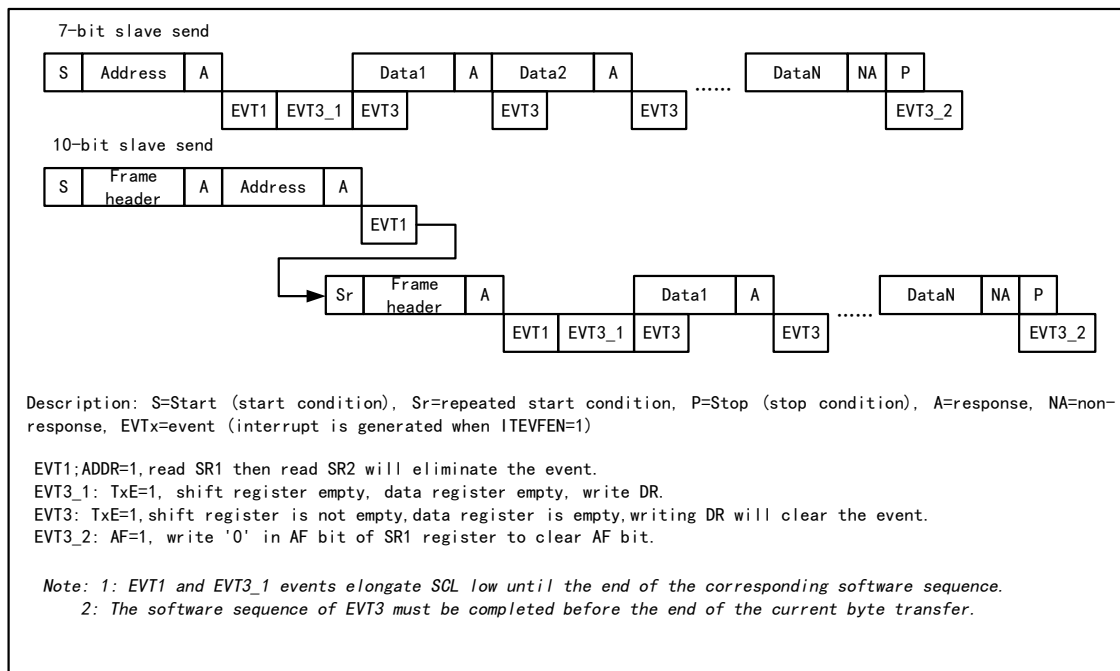 7-bit slave send
S Address A Data1 A Data2 A ...... DataN NA P
EVT1 EVT3_1 EVT3 EVT3 EVT3 EVT3_2
10-bit slave send
S Frame header A Address A
EVT1
Sr Frame header A Data1 A ...... DataN NA P
EVT1 EVT3_1 EVT3 EVT3 EVT3_2
Description: S=Start (start condition), Sr=repeated start condition, P=Stop (stop condition), A=response, NA=non-
response, EVTx=event (interrupt is generated when ITEVFEN=1)
EVT1;ADDR=1,read SR1 then read SR2 will eliminate the event.
EVT3_1: TxE=1, shift register empty, data register empty, write DR.
EVT3: TxE=1,shift register is not empty,data register is empty,writing DR will clear the event.
EVT3_2: AF=1, write '0' in AF bit of SR1 register to clear AF bit.
Note: 1: EVT1 and EVT3_1 events elongate SCL low until the end of the corresponding software sequence.
2: The software sequence of EVT3 must be completed before the end of the current byte transfer.